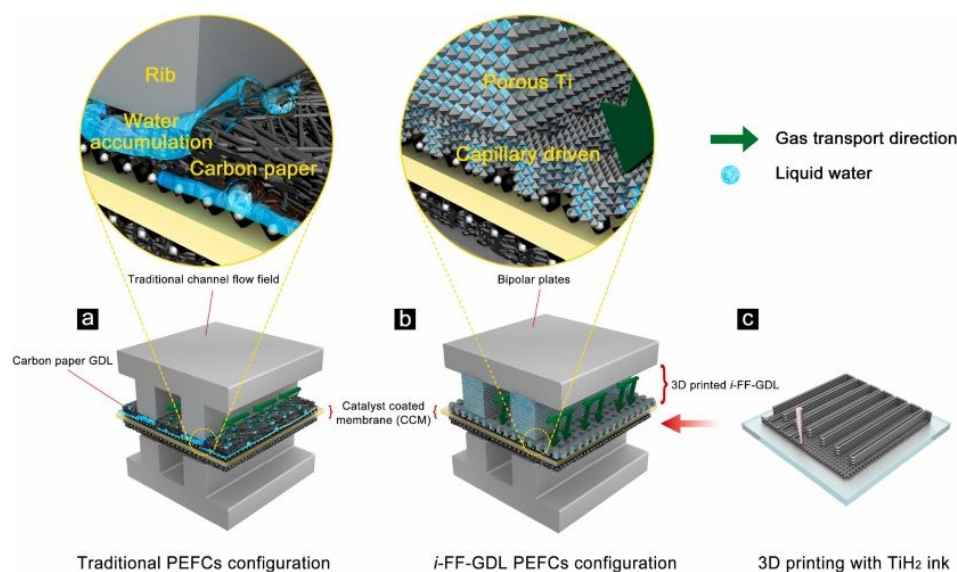 Rib
Water
accumulation
Carbon paper
Porous Ti
Capillary driven
Gas transport direction
Liquid water
Traditional channel flow field
Bipolar plates
a
b
c
Carbon paper GDL
Catalyst coated
membrane (CCM)
3D printed i-FF-GDL
Traditional PEFCs configuration
i-FF-GDL PEFCs configuration
3D printing with TiH₂ ink